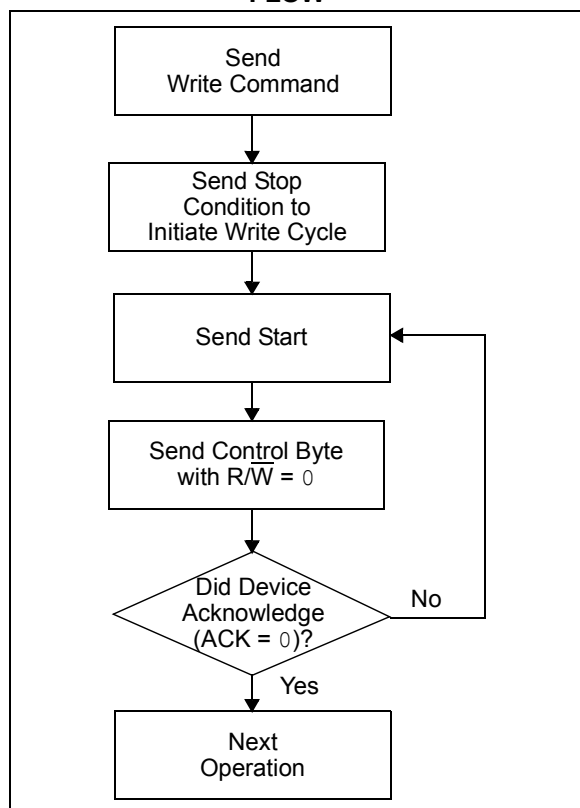 Send
Write Command
Send Stop
Condition to
Initiate Write Cycle
Send Start
Send Control Byte
with R/W̅ = 0
Did Device
Acknowledge
(ACK = 0)?
No
Yes
Next
Operation